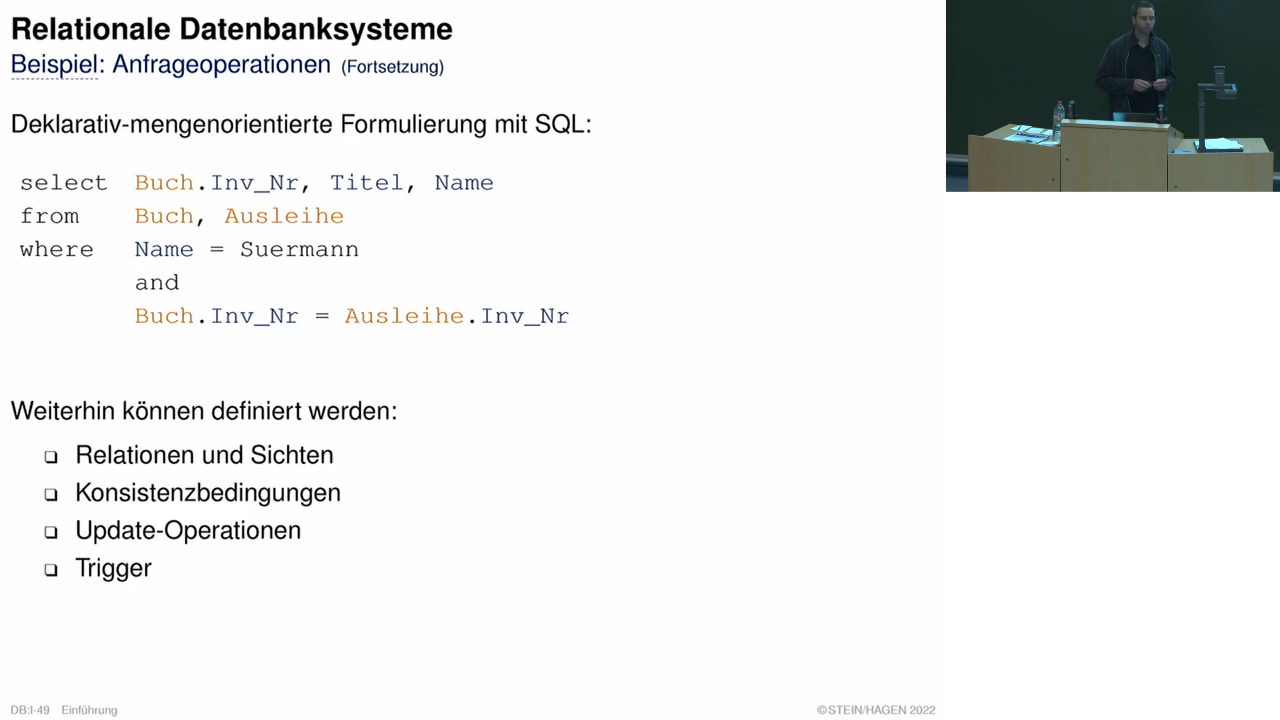 Relationale Datenbanksysteme
Beispiel: Anfrageoperationen (Fortsetzung)
Deklarativ-mengenorientierte Formulierung mit SQL:
select Buch.Inv_Nr, Titel, Name
from Buch, Ausleihe
where Name = Suermann
and
Buch.Inv_Nr = Ausleihe.Inv_Nr
Weiterhin können definiert werden:
❑ Relationen und Sichten
❑ Konsistenzbedingungen
❑ Update-Operationen
❑ Trigger
DB:I-49 Einführung
©STEIN/HAGEN 2022